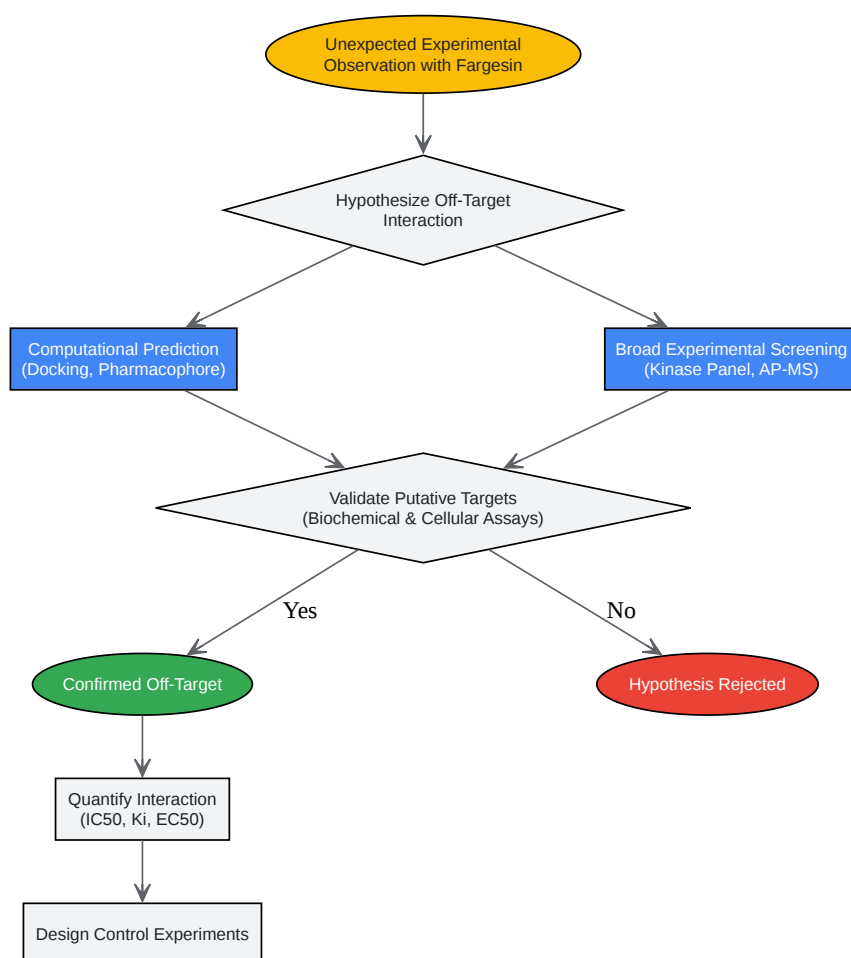 Unexpected Experimental
Observation with Fargesin
Hypothesize Off-Target
Interaction
Computational Prediction
(Docking, Pharmacophore)
Broad Experimental Screening
(Kinase Panel, AP-MS)
Validate Putative Targets
(Biochemical & Cellular Assays)
Yes
No
Confirmed Off-Target
Hypothesis Rejected
Quantify Interaction
(IC50, Ki, EC50)
Design Control Experiments